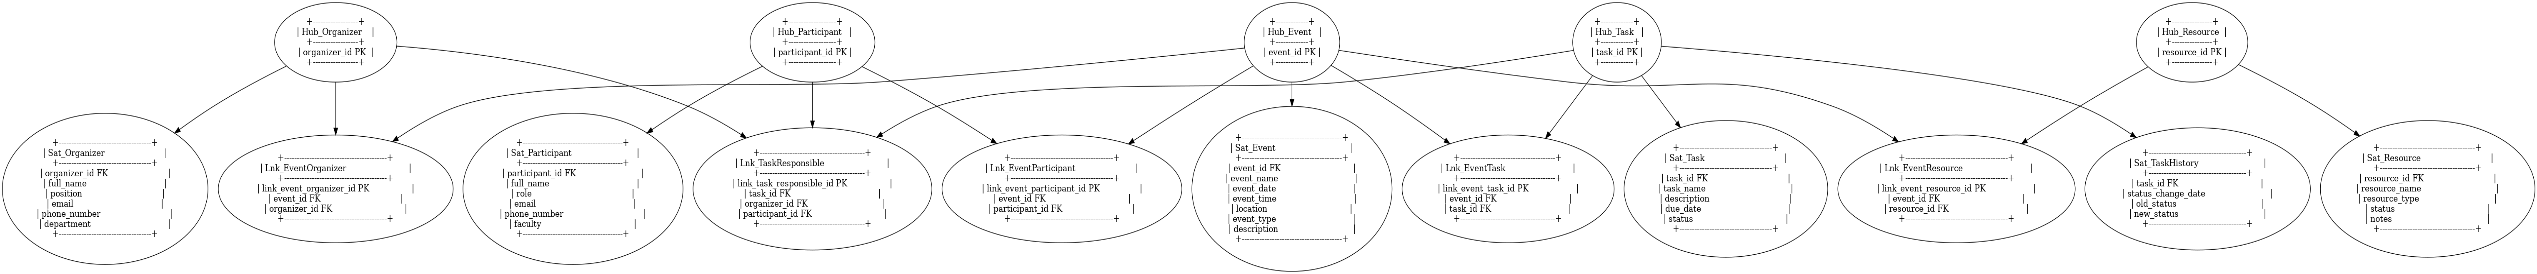 +-----------------+
| Hub_Organizer |
+-----------------+
| organizer_id PK |
+-----------------+
+------------------+
| Hub_Participant |
+------------------+
| participant_id PK |
+------------------+
+------------+
| Hub_Event |
+------------+
| event_id PK |
+------------+
+------------+
| Hub_Task |
+------------+
| task_id PK |
+------------+
+---------------+
| Hub_Resource |
+---------------+
| resource_id PK |
+---------------+
+-----------------------------------+
| Sat_Organizer |
+-----------------------------------+
| organizer_id FK |
| full_name |
| position |
| email |
| phone_number |
| department |
+-----------------------------------+
+--------------------------------------+
| Lnk_EventOrganizer |
+--------------------------------------+
| link_event_organizer_id PK |
| event_id FK |
| organizer_id FK |
+--------------------------------------+
+-------------------------------------+
| Sat_Participant |
+-------------------------------------+
| participant_id FK |
| full_name |
| role |
| email |
| phone_number |
| faculty |
+-------------------------------------+
+----------------------------------------+
| Lnk_TaskResponsible |
+----------------------------------------+
| link_task_responsible_id PK |
| task_id FK |
| organizer_id FK |
| participant_id FK |
+----------------------------------------+
+--------------------------------------+
| Lnk_EventParticipant |
+--------------------------------------+
| link_event_participant_id PK |
| event_id FK |
| participant_id FK |
+--------------------------------------+
+--------------------------------------+
| Sat_Event |
+--------------------------------------+
| event_id FK |
| event_name |
| event_date |
| event_time |
| location |
| event_type |
| description |
+--------------------------------------+
+------------------------------------+
| Lnk_EventTask |
+------------------------------------+
| link_event_task_id PK |
| event_id FK |
| task_id FK |
+------------------------------------+
+-----------------------------------+
| Sat_Task |
+-----------------------------------+
| task_id FK |
| task_name |
| description |
| due_date |
| status |
+-----------------------------------+
+--------------------------------------+
| Lnk_EventResource |
+--------------------------------------+
| link_event_resource_id PK |
| event_id FK |
| resource_id FK |
+--------------------------------------+
+------------------------------------+
| Sat_TaskHistory |
+------------------------------------+
| task_id FK |
| status_change_date |
| old_status |
| new_status |
+------------------------------------+
+-----------------------------------+
| Sat_Resource |
+-----------------------------------+
| resource_id FK |
| resource_name |
| resource_type |
| status |
| notes |
+-----------------------------------+